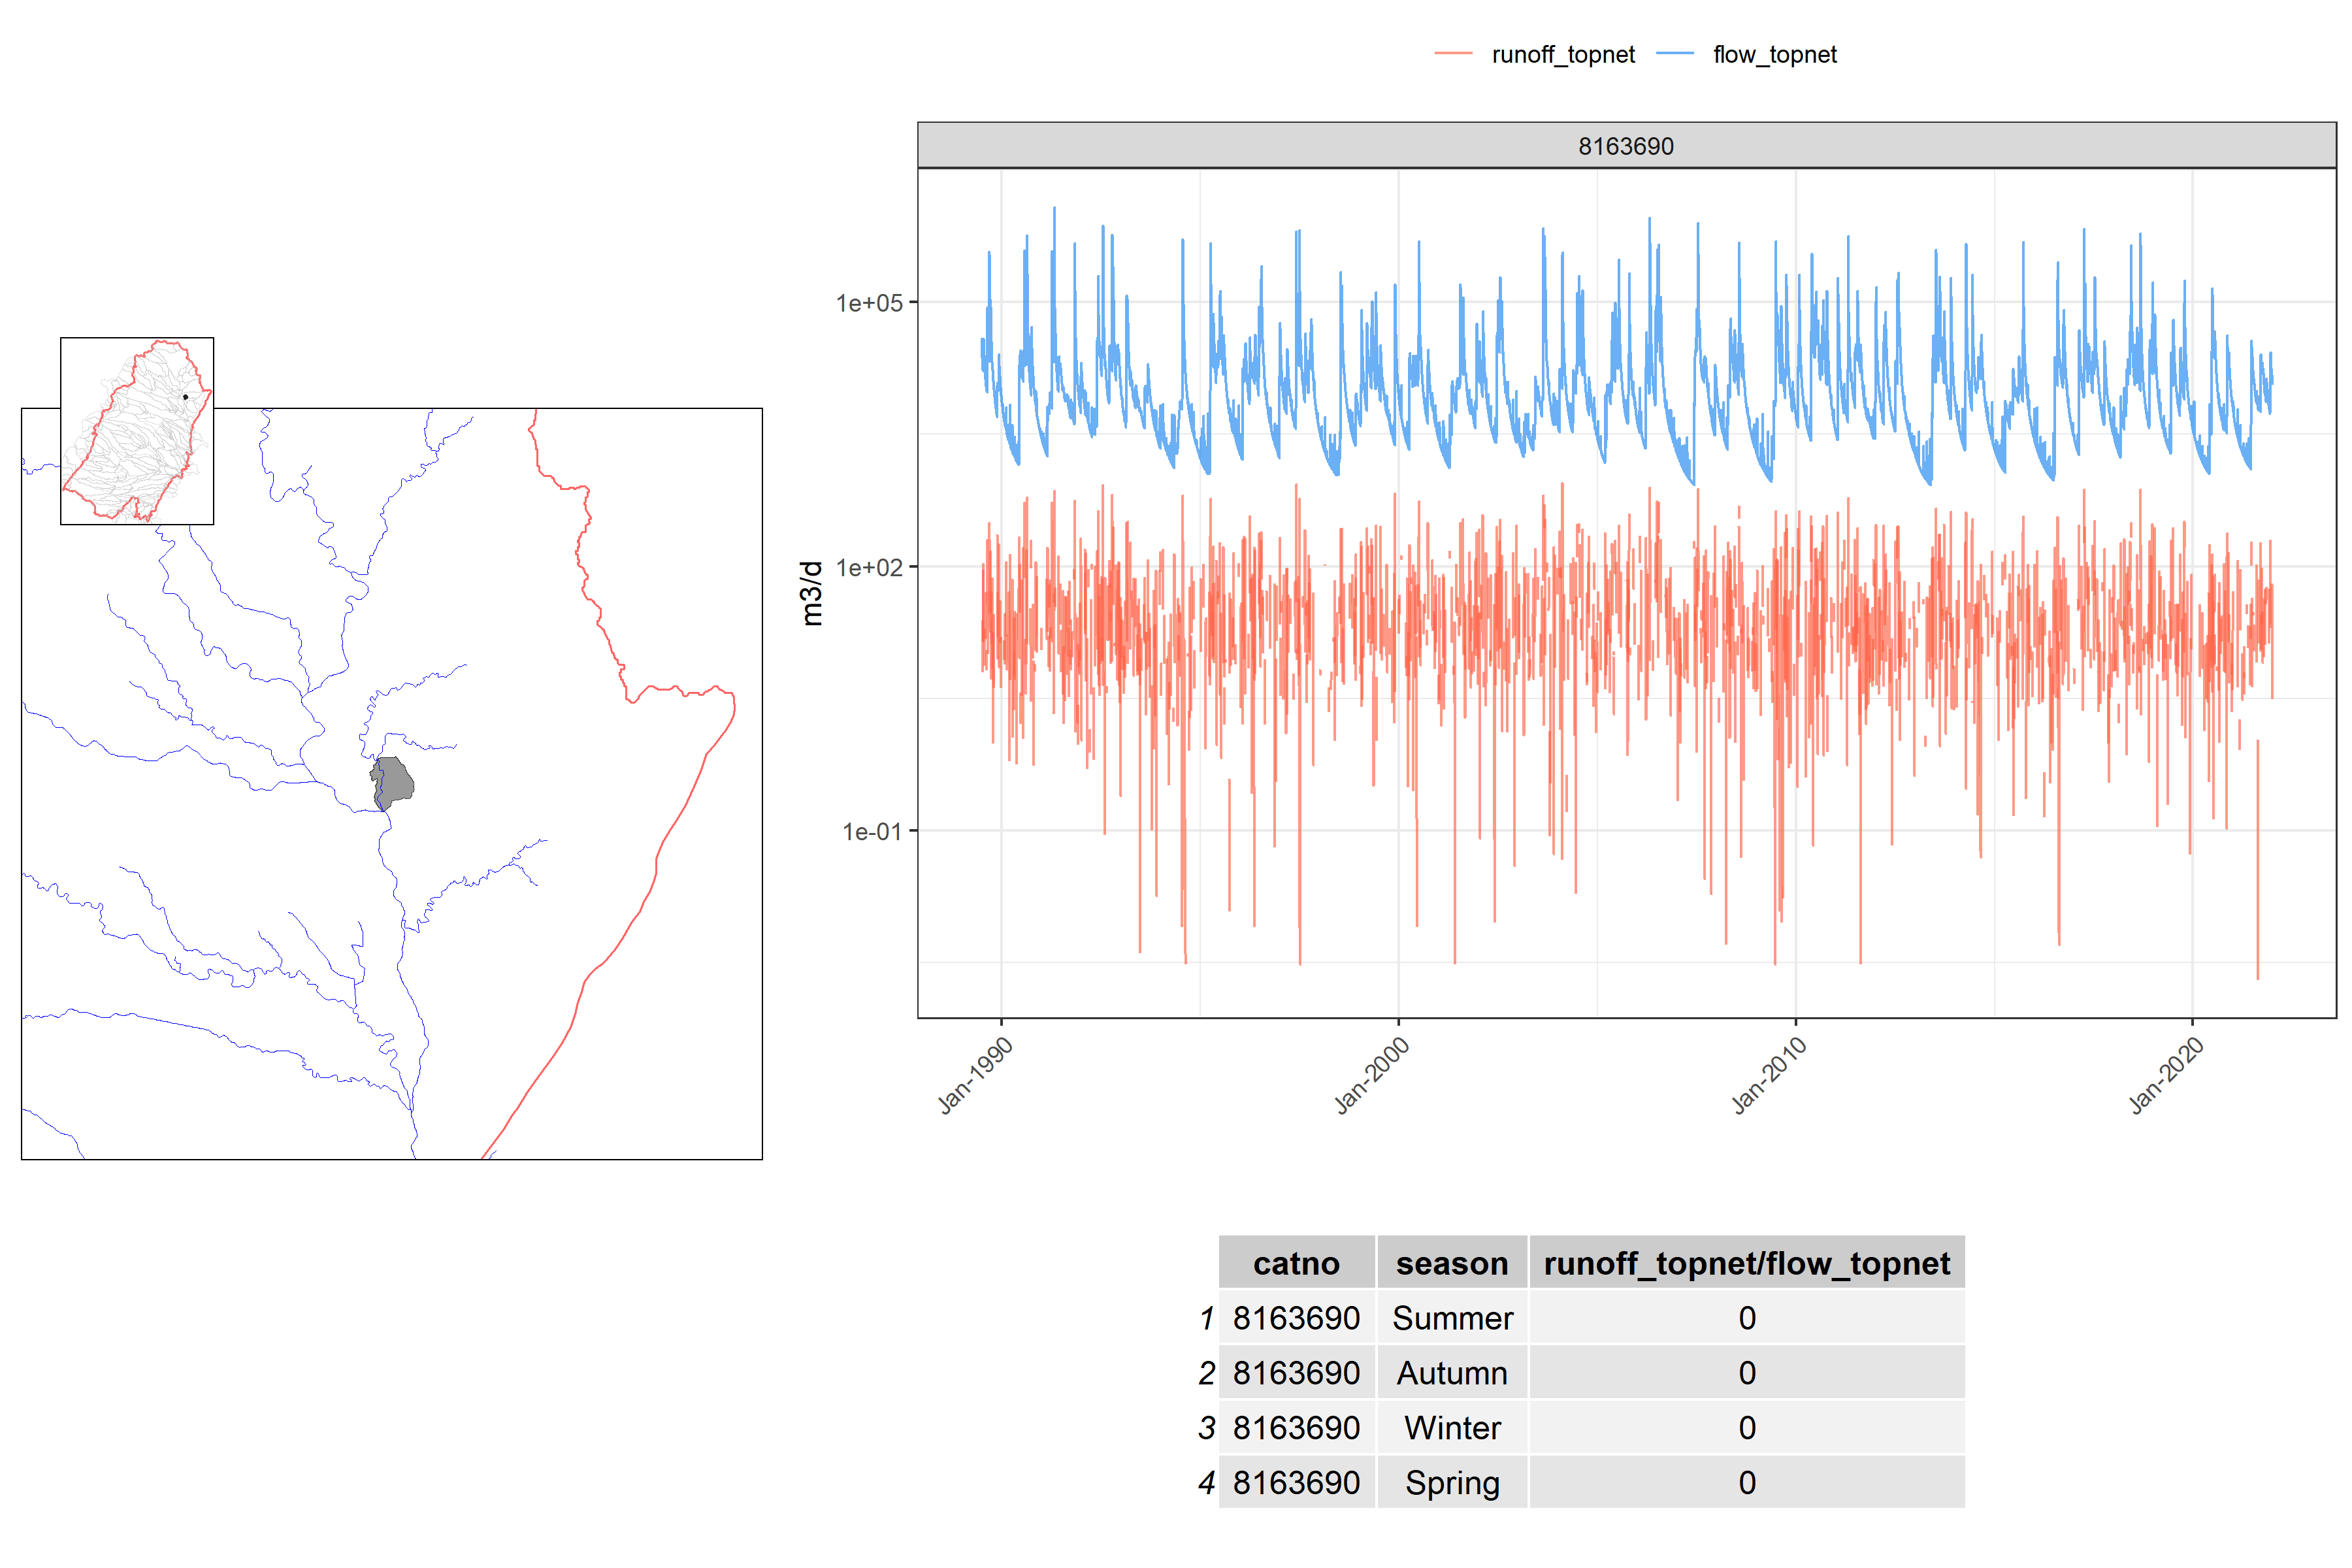 runoff_topnet flow_topnet
8163690
m3/d
1e+05
1e+02
1e-01
Jan-1990 Jan-2000 Jan-2010 Jan-2020
catno season runoff_topnet/flow_topnet
1 8163690 Summer 0
2 8163690 Autumn 0
3 8163690 Winter 0
4 8163690 Spring 0